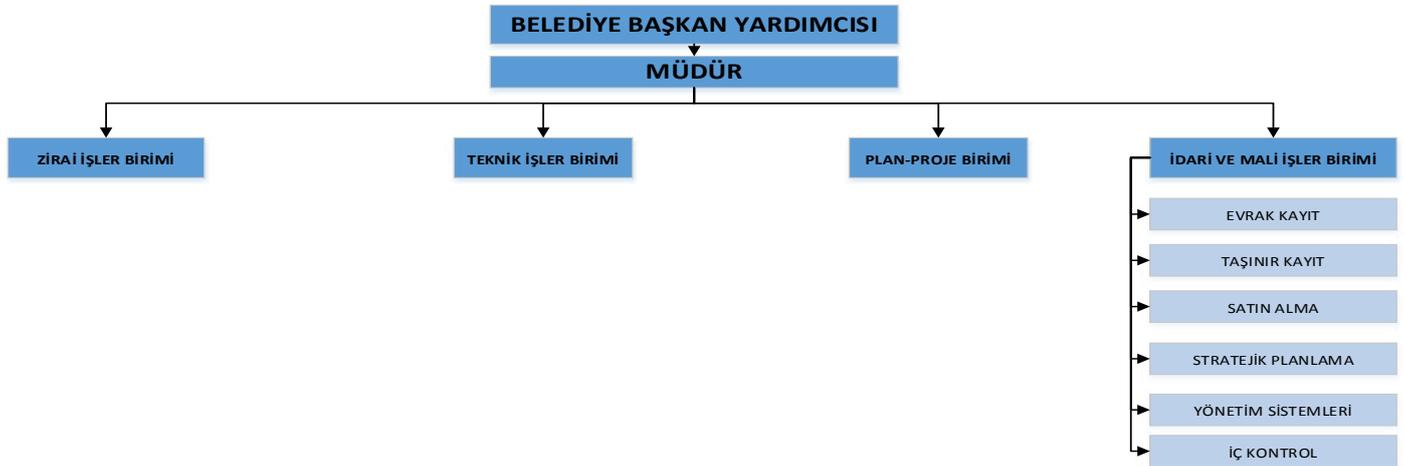 BELEDİYE BAŞKAN YARDIMCISI
MÜDÜR
ZİRAİ İŞLER BİRİMİ
TEKNİK İŞLER BİRİMİ
PLAN-PROJE BİRİMİ
İDARİ VE MALİ İŞLER BİRİMİ
EVRAK KAYIT
TAŞINIR KAYIT
SATIN ALMA
STRATEJİK PLANLAMA
YÖNETİM SİSTEMLERİ
İÇ KONTROL